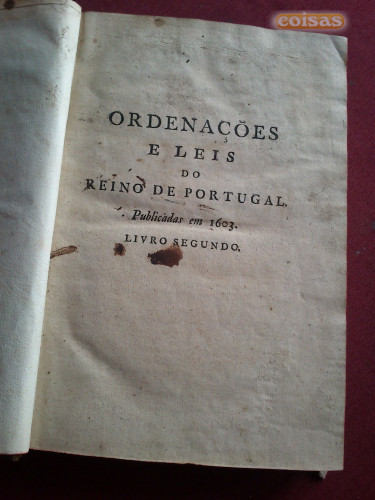 coisas
ORDENAÇÕES
E LEIS
DO
REINO DE PORTUGAL.
Publicadas em 1603.
LIVRO SEGUNDO.